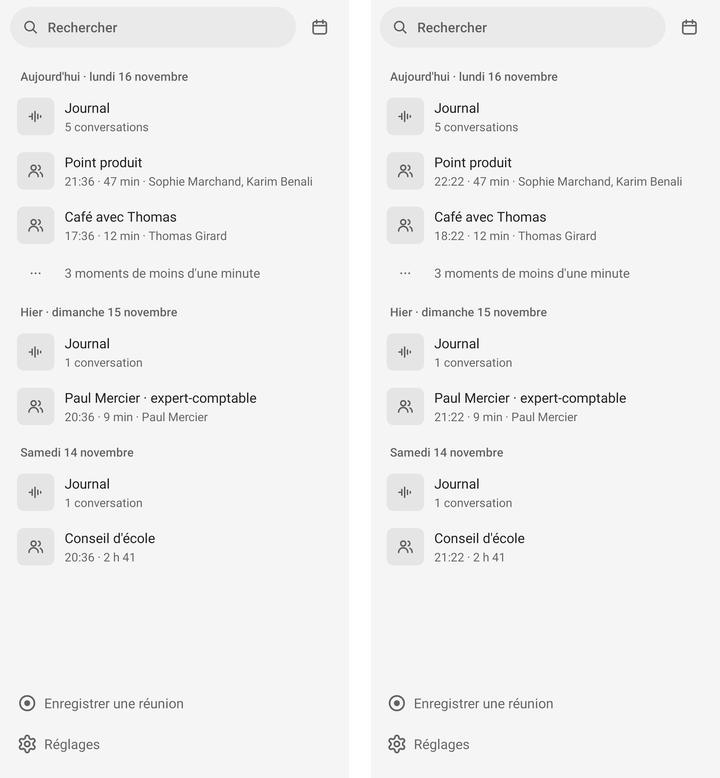 Rechercher
Aujourd'hui · lundi 16 novembre
Journal
5 conversations
Point produit
21:36 · 47 min · Sophie Marchand, Karim Benali
Café avec Thomas
17:36 · 12 min · Thomas Girard
3 moments de moins d'une minute
Hier · dimanche 15 novembre
Journal
1 conversation
Paul Mercier · expert-comptable
20:36 · 9 min · Paul Mercier
Samedi 14 novembre
Journal
1 conversation
Conseil d'école
20:36 · 2 h 41
Enregistrer une réunion
Réglages
Rechercher
Aujourd'hui · lundi 16 novembre
Journal
5 conversations
Point produit
22:22 · 47 min · Sophie Marchand, Karim Benali
Café avec Thomas
18:22 · 12 min · Thomas Girard
3 moments de moins d'une minute
Hier · dimanche 15 novembre
Journal
1 conversation
Paul Mercier · expert-comptable
21:22 · 9 min · Paul Mercier
Samedi 14 novembre
Journal
1 conversation
Conseil d'école
21:22 · 2 h 41
Enregistrer une réunion
Réglages